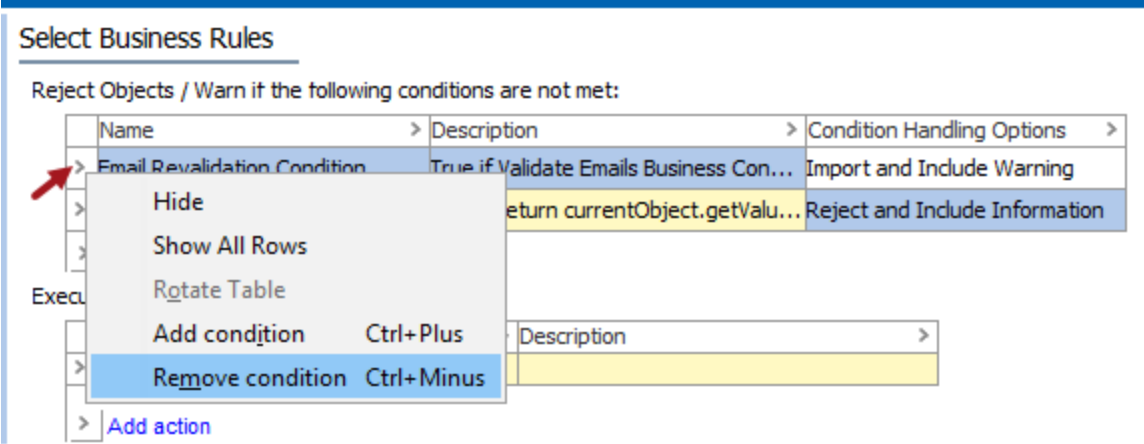 Select Business Rules
Reject Objects / Warn if the following conditions are not met:
Name > Description > Condition Handling Options >
> Email Revalidation Condition True if Validate Emails Business Con... Import and Include Warning
> eturn currentObject.getValu... Reject and Include Information
Hide
Show All Rows
Rotate Table
Execu
Add condition Ctrl+Plus
Description >
Remove condition Ctrl+Minus
> Add action